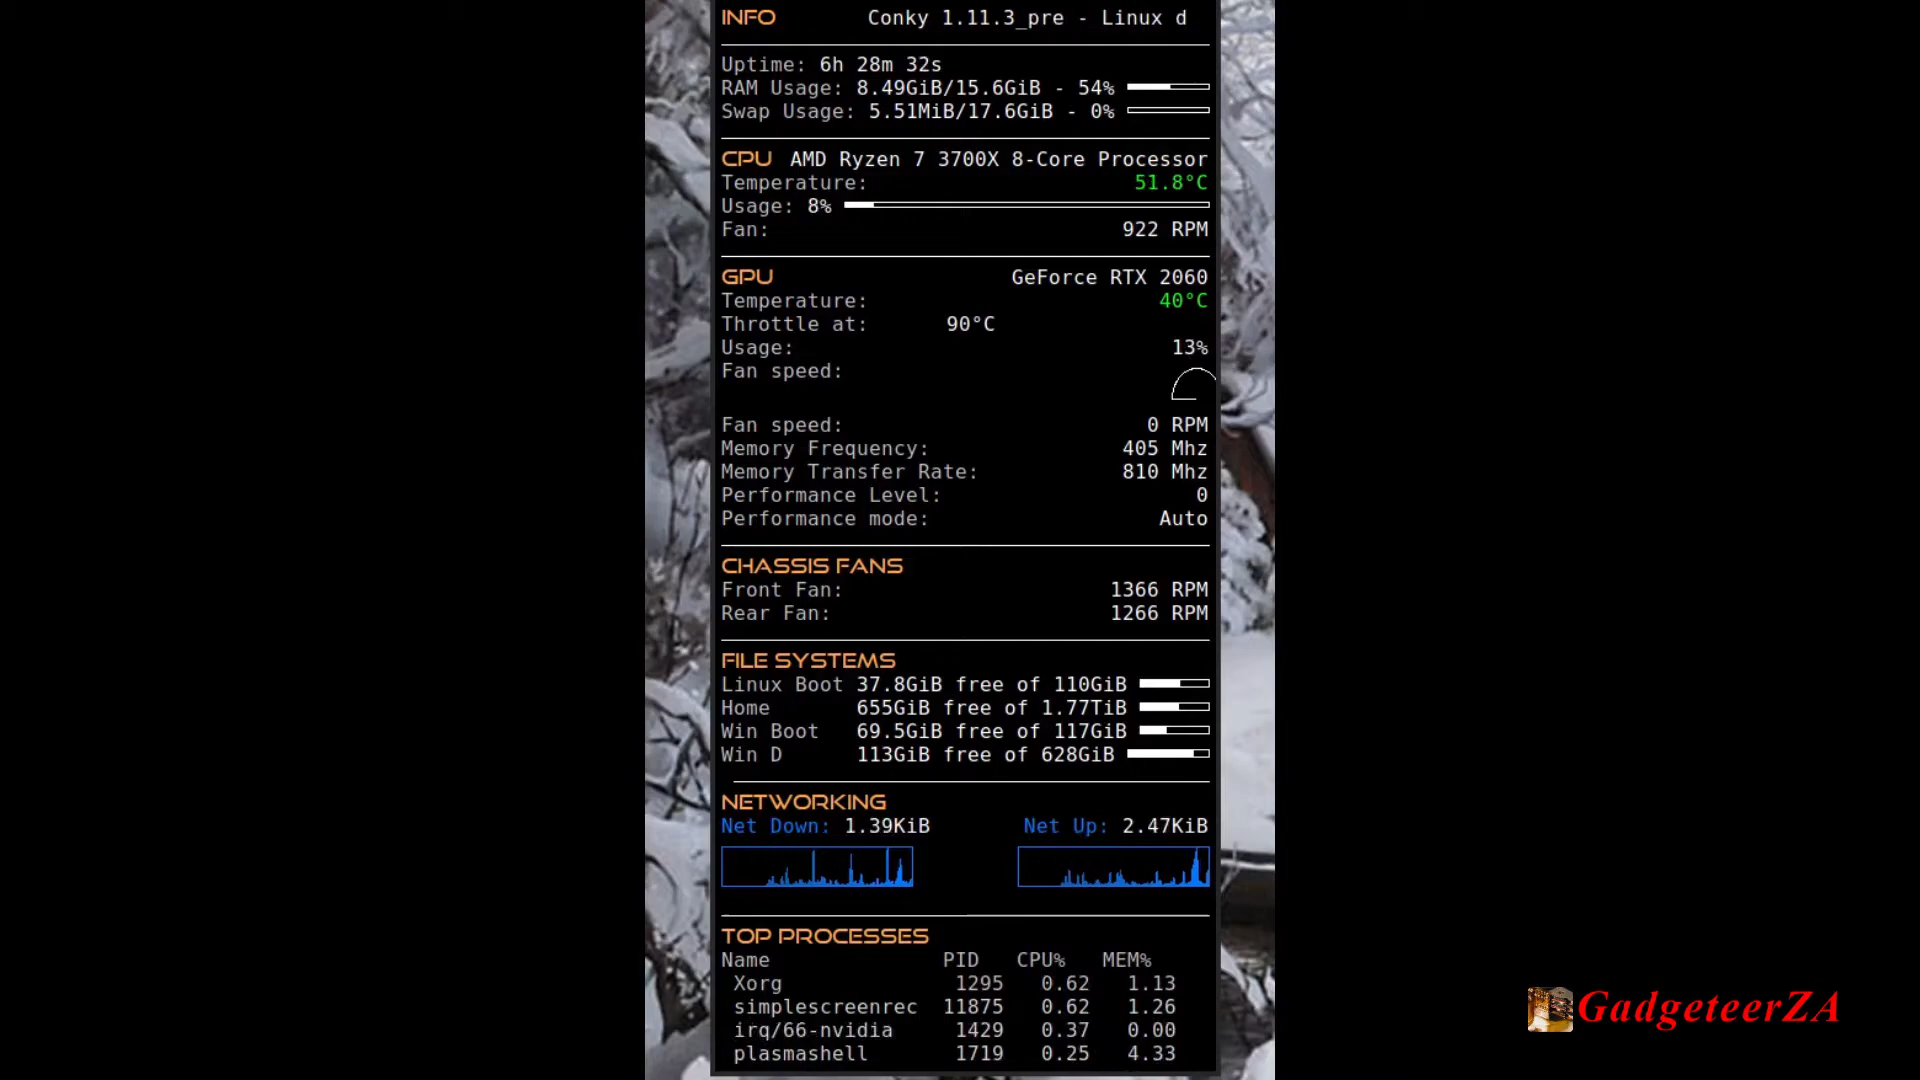 INFO Conky 1.11.3_pre - Linux d
Uptime: 6h 28m 32s
RAM Usage: 8.49GiB/15.6GiB - 54%
Swap Usage: 5.51MiB/17.6GiB - 0%
CPU AMD Ryzen 7 3700X 8-Core Processor
Temperature: 51.8°C
Usage: 8%
Fan: 922 RPM
GPU GeForce RTX 2060
Temperature: 40°C
Throttle at: 90°C
Usage: 13%
Fan speed:
Fan speed: 0 RPM
Memory Frequency: 405 Mhz
Memory Transfer Rate: 810 Mhz
Performance Level: 0
Performance mode: Auto
CHASSIS FANS
Front Fan: 1366 RPM
Rear Fan: 1266 RPM
FILE SYSTEMS
Linux Boot 37.8GiB free of 110GiB
Home 655GiB free of 1.77TiB
Win Boot 69.5GiB free of 117GiB
Win D 113GiB free of 628GiB
NETWORKING
Net Down: 1.39KiB Net Up: 2.47KiB
TOP PROCESSES
Name PID CPU% MEM%
Xorg 1295 0.62 1.13
simplescreenrec 11875 0.62 1.26
irq/66-nvidia 1429 0.37 0.00
plasmashell 1719 0.25 4.33
GadgeteerZA